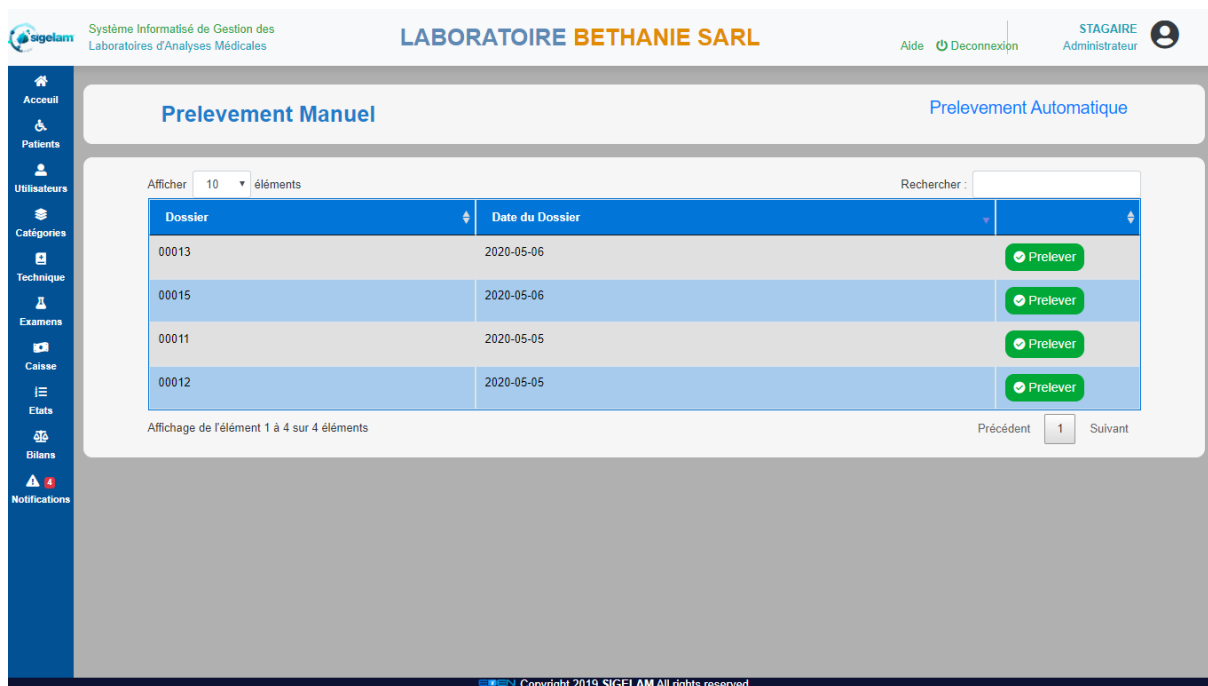 sigelam
Système Informatisé de Gestion des
Laboratoires d'Analyses Médicales
LABORATOIRE BETHANIE SARL
Aide Deconnexion
STAGAIRE
Administrateur
Acceuil
Patients
Utilisateurs
Catégories
Technique
Examens
Caisse
Etats
Bilans
4
Notifications
Prelevement Manuel
Prelevement Automatique
Afficher 10 éléments
Rechercher :
Dossier Date du Dossier
00013 2020-05-06 Prelever
00015 2020-05-06 Prelever
00011 2020-05-05 Prelever
00012 2020-05-05 Prelever
Affichage de l'élément 1 à 4 sur 4 éléments
Précédent 1 Suivant
Copyright 2019 SIGELAM All rights reserved